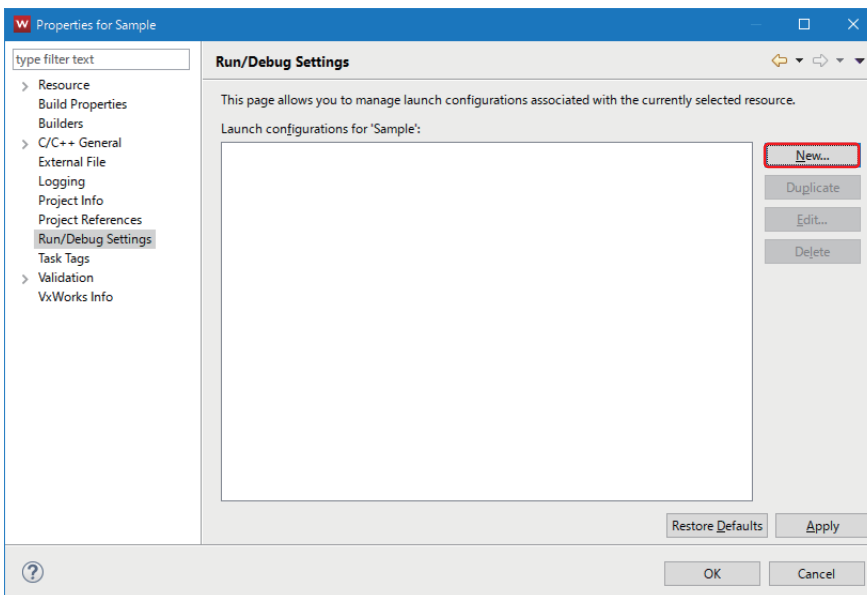 W Properties for Sample
type filter text
Run/Debug Settings
Resource
Build Properties
Builders
C/C++ General
External File
Logging
Project Info
Project References
Run/Debug Settings
Task Tags
Validation
VxWorks Info
This page allows you to manage launch configurations associated with the currently selected resource.
Launch configurations for 'Sample':
New...
Duplicate
Edit...
Delete
Restore Defaults
Apply
?
OK
Cancel